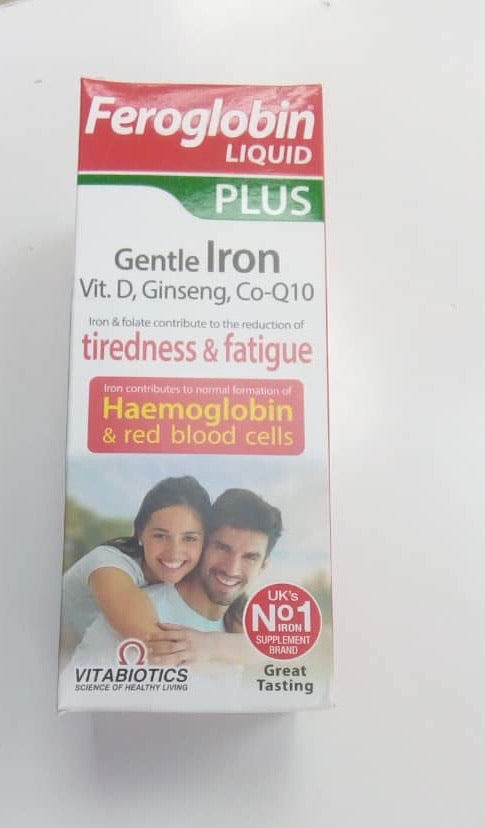 Feroglobin®
LIQUID
PLUS
Gentle Iron
Vit. D, Ginseng, Co-Q10
Iron & folate contribute to the reduction of
tiredness & fatigue
Iron contributes to normal formation of
Haemoglobin
& red blood cells
UK's
No1
IRON
SUPPLEMENT
BRAND
Great
Tasting
VITABIOTICS
SCIENCE OF HEALTHY LIVING